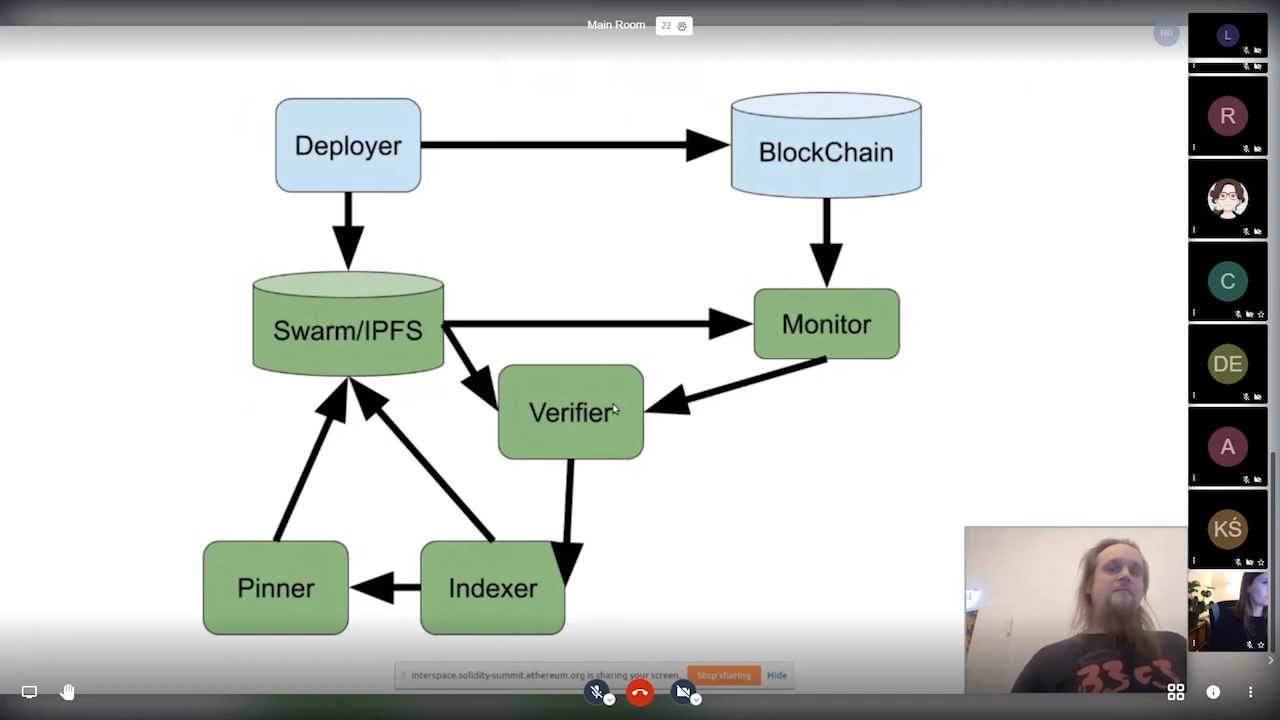 Main Room
22
HD
L
Deployer
BlockChain
R
Swarm/IPFS
Monitor
C
Verifier
DE
A
Pinner
Indexer
KŚ
33c3
interspace.solidity-summit.ethereum.org is sharing your screen.
Stop sharing
Hide